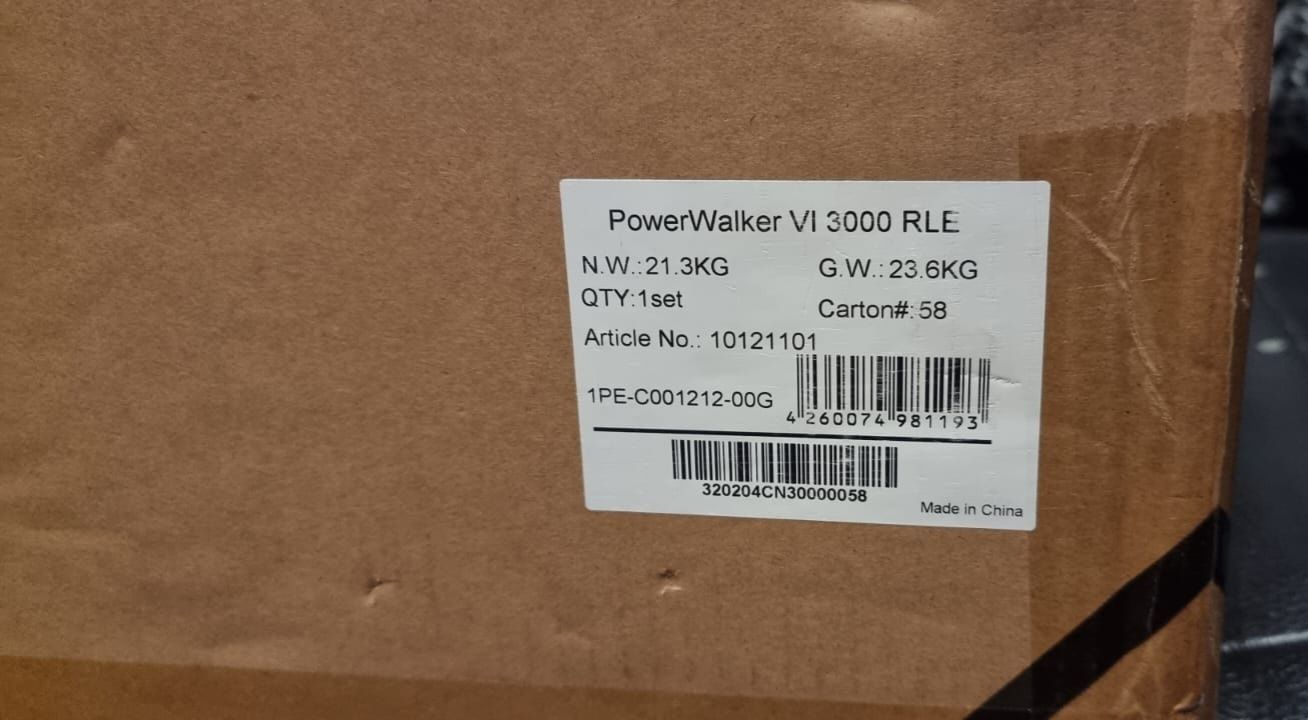 PowerWalker VI 3000 RLE
N.W.:21.3KG G.W.: 23.6KG
QTY:1set Carton#: 58
Article No.: 10121101
1PE-C001212-00G
4 260074 981193
320204CN30000058
Made in China